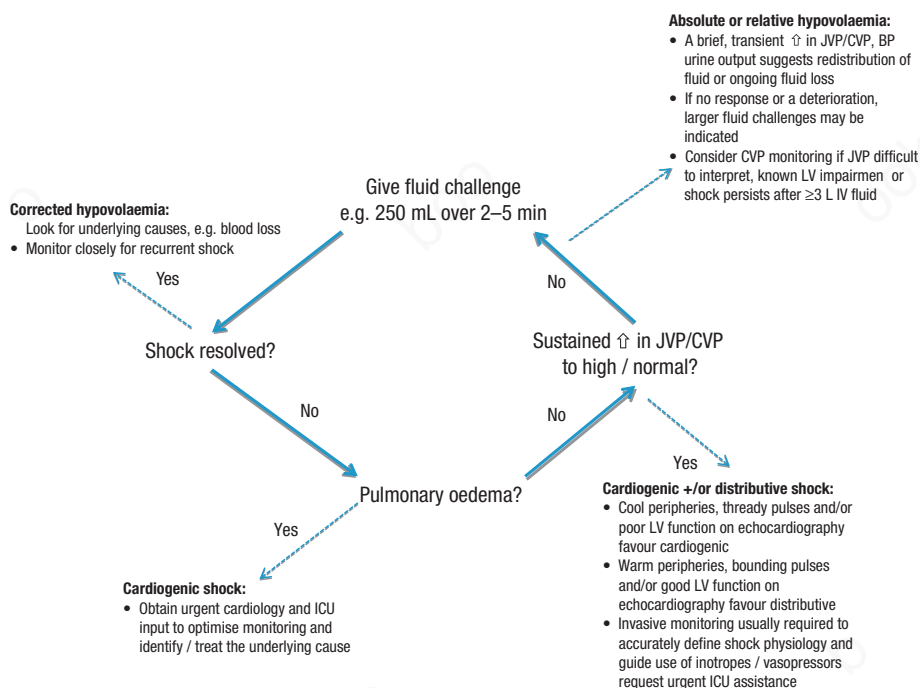 Absolute or relative hypovolaemia:
• A brief, transient ⇧ in JVP/CVP, BP
urine output suggests redistribution of
fluid or ongoing fluid loss
• If no response or a deterioration,
larger fluid challenges may be
indicated
• Consider CVP monitoring if JVP difficult
to interpret, known LV impairmen or
shock persists after ≥3 L IV fluid
Give fluid challenge
e.g. 250 mL over 2–5 min
Corrected hypovolaemia:
Look for underlying causes, e.g. blood loss
• Monitor closely for recurrent shock
Yes
No
Shock resolved?
Sustained ⇧ in JVP/CVP
to high / normal?
No
No
Yes
Pulmonary oedema?
Yes
Cardiogenic +/or distributive shock:
• Cool peripheries, thready pulses and/or
poor LV function on echocardiography
favour cardiogenic
• Warm peripheries, bounding pulses
and/or good LV function on
echocardiography favour distributive
• Invasive monitoring usually required to
accurately define shock physiology and
guide use of inotropes / vasopressors
request urgent ICU assistance
Cardiogenic shock:
• Obtain urgent cardiology and ICU
input to optimise monitoring and
identify / treat the underlying cause